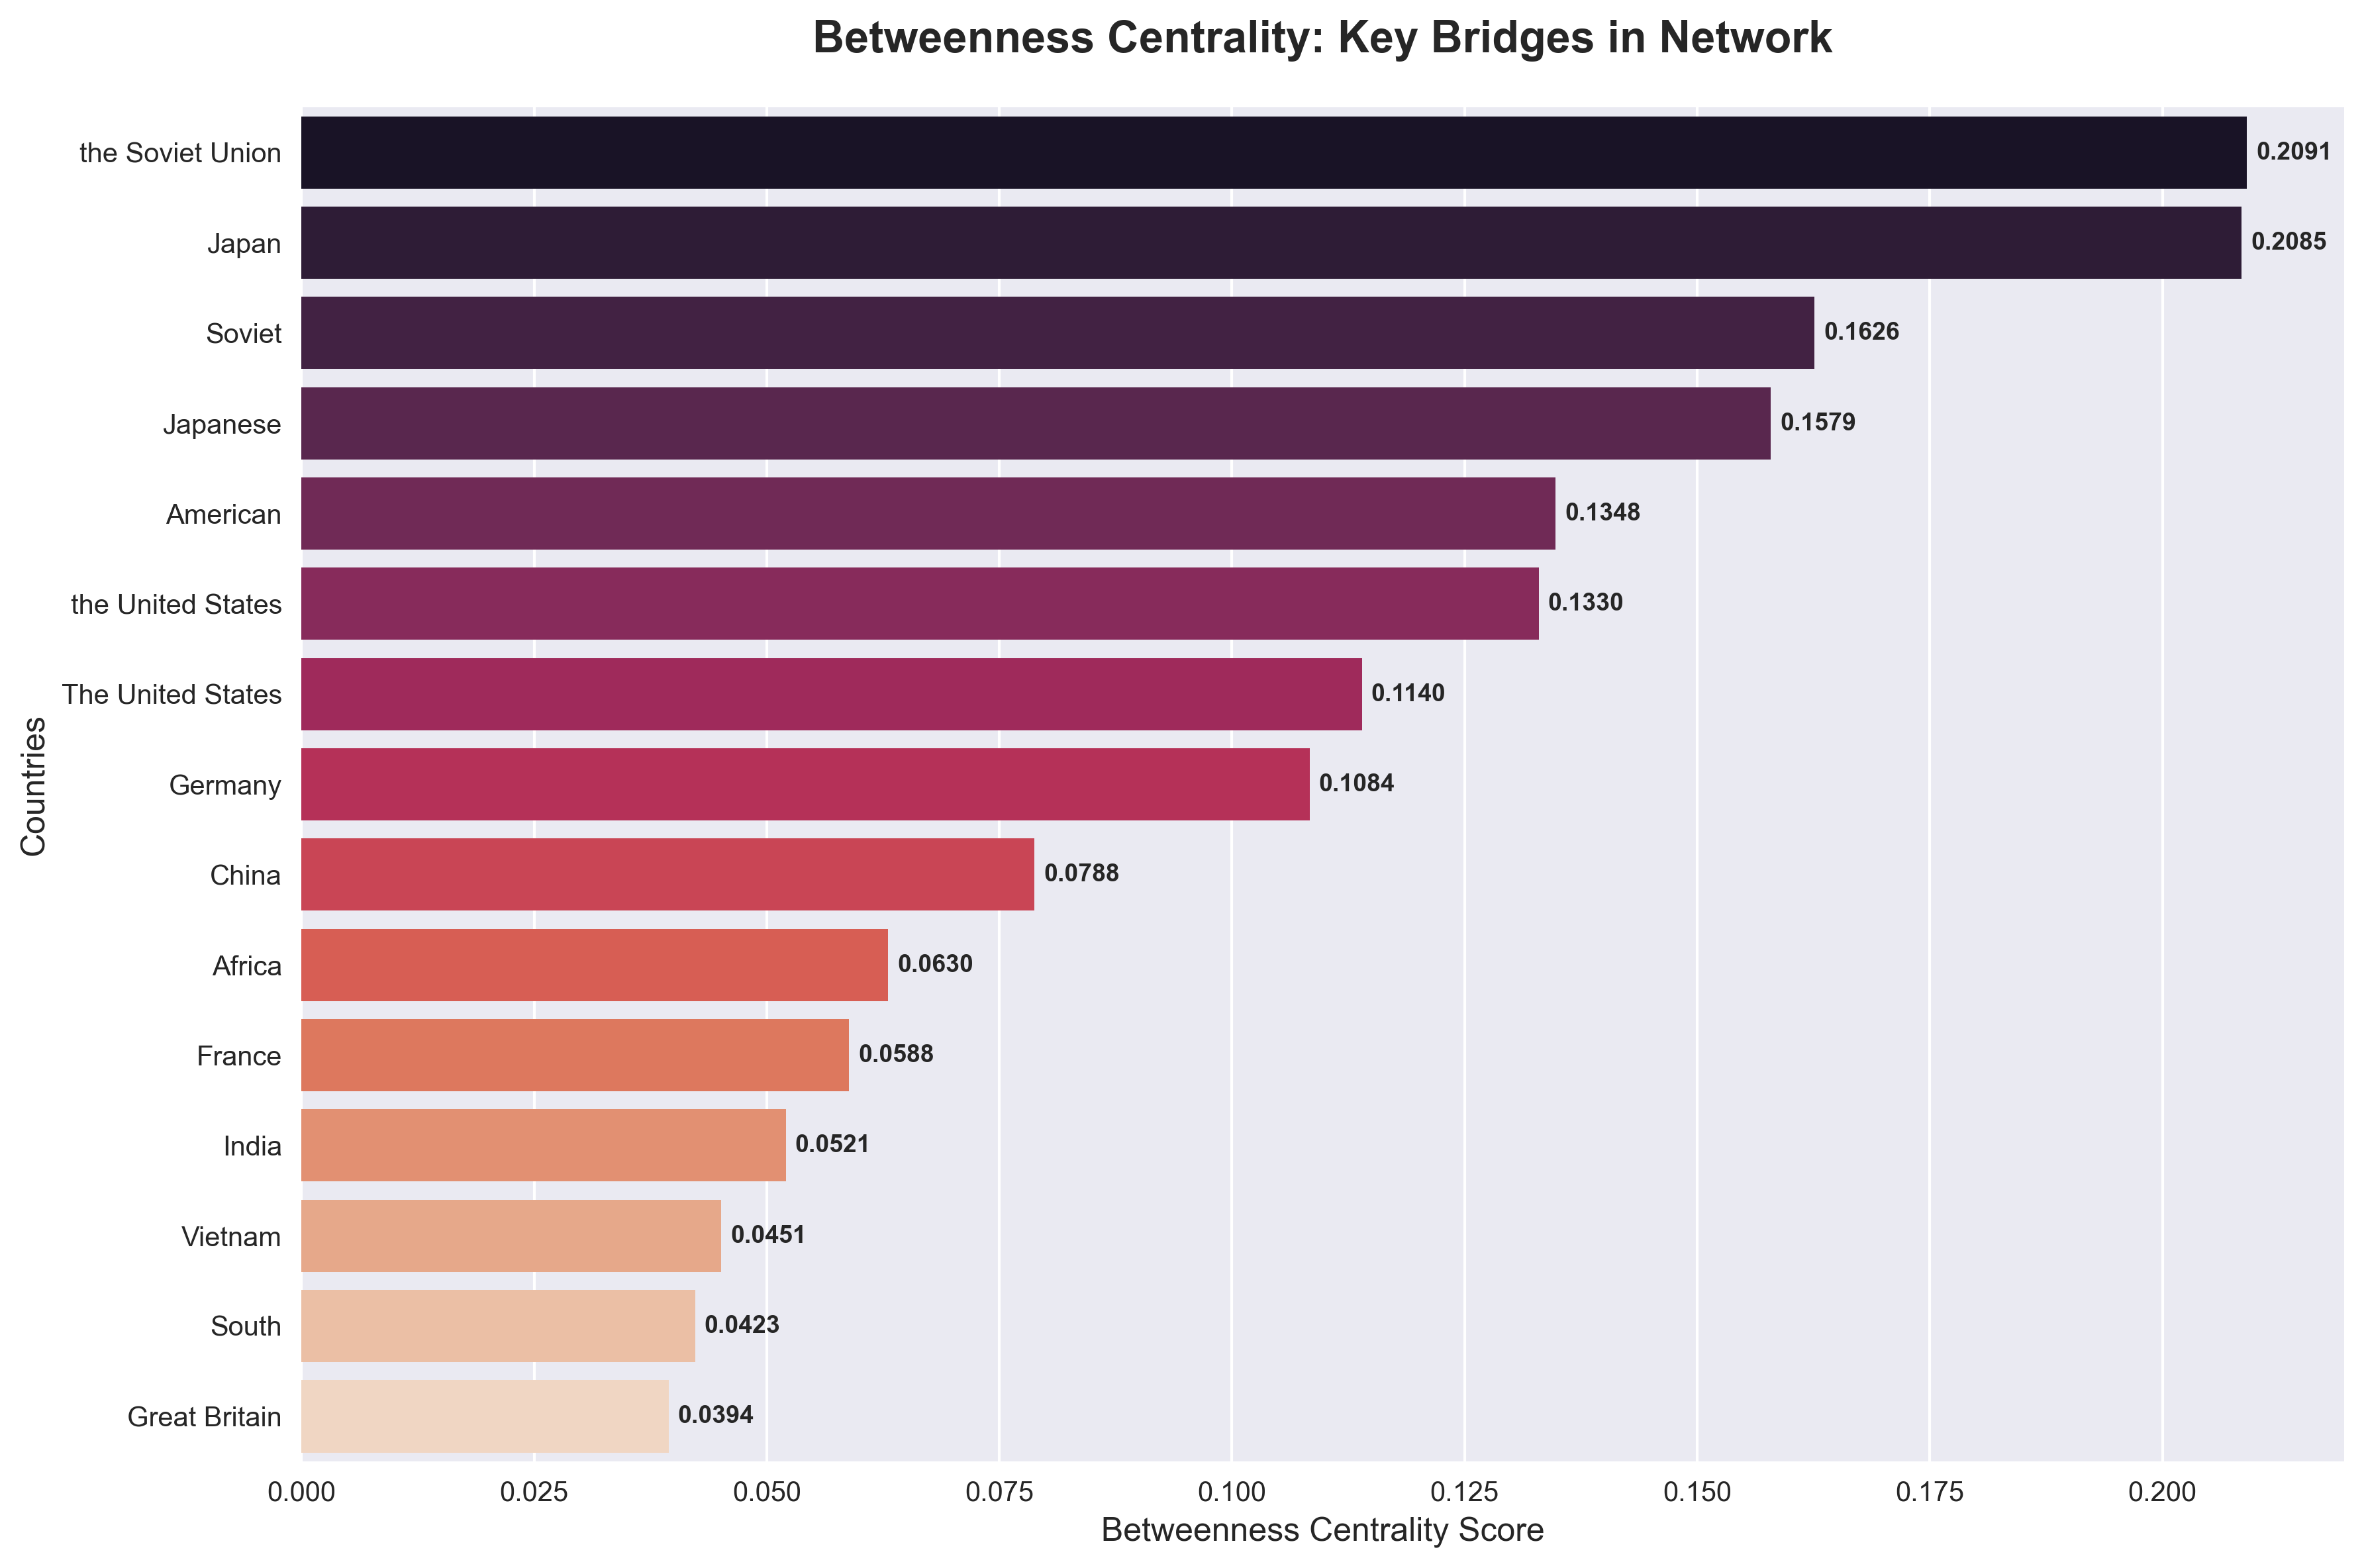 Betweenness Centrality: Key Bridges in Network
the Soviet Union 0.2091
Japan 0.2085
Soviet 0.1626
Japanese 0.1579
American 0.1348
the United States 0.1330
The United States 0.1140
Germany 0.1084
China 0.0788
Africa 0.0630
France 0.0588
India 0.0521
Vietnam 0.0451
South 0.0423
Great Britain 0.0394
Countries
0.000 0.025 0.050 0.075 0.100 0.125 0.150 0.175 0.200
Betweenness Centrality Score